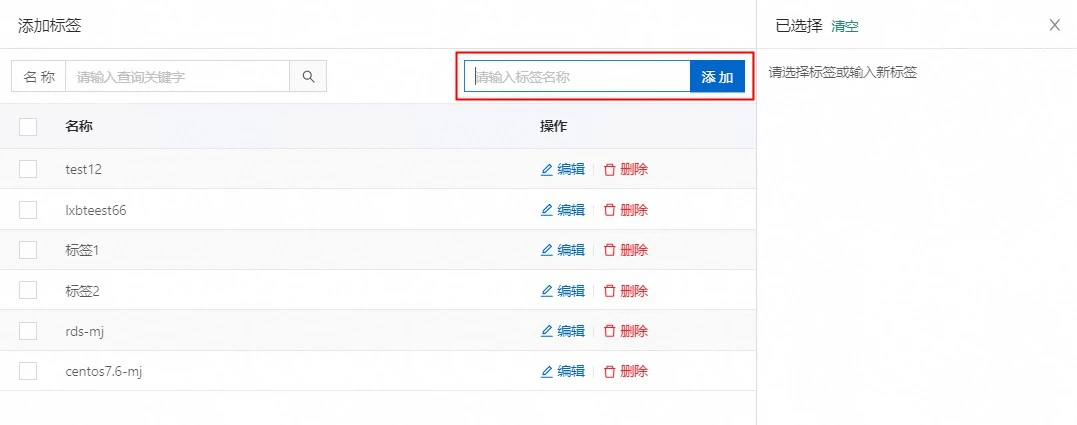 添加标签
已选择 清空
名称 请输入查询关键字 请输入标签名称 添加
请选择标签或输入新标签
名称 操作
test12 编辑 删除
lxbteest66 编辑 删除
标签1 编辑 删除
标签2 编辑 删除
rds-mj 编辑 删除
centos7.6-mj 编辑 删除